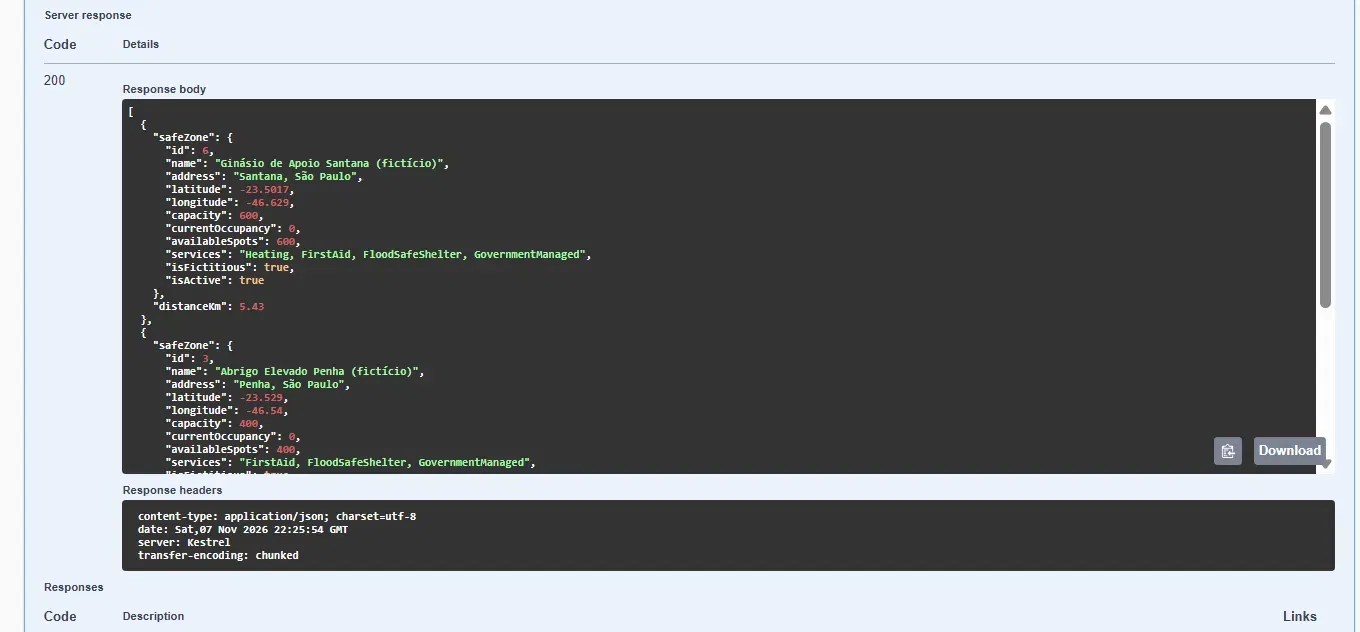 Server response
Code Details
200
Response body
[
  {
    "safeZone": {
      "id": 6,
      "name": "Ginásio de Apoio Santana (fictício)",
      "address": "Santana, São Paulo",
      "latitude": -23.5017,
      "longitude": -46.629,
      "capacity": 600,
      "currentOccupancy": 0,
      "availableSpots": 600,
      "services": "Heating, FirstAid, FloodSafeShelter, GovernmentManaged",
      "isFictitious": true,
      "isActive": true
    },
    "distanceKm": 5.43
  },
  {
    "safeZone": {
      "id": 3,
      "name": "Abrigo Elevado Penha (fictício)",
      "address": "Penha, São Paulo",
      "latitude": -23.529,
      "longitude": -46.54,
      "capacity": 400,
      "currentOccupancy": 0,
      "availableSpots": 400,
      "services": "FirstAid, FloodSafeShelter, GovernmentManaged",
Download
Response headers
content-type: application/json; charset=utf-8
date: Sat,07 Nov 2026 22:25:54 GMT
server: Kestrel
transfer-encoding: chunked
Responses
Code Description Links